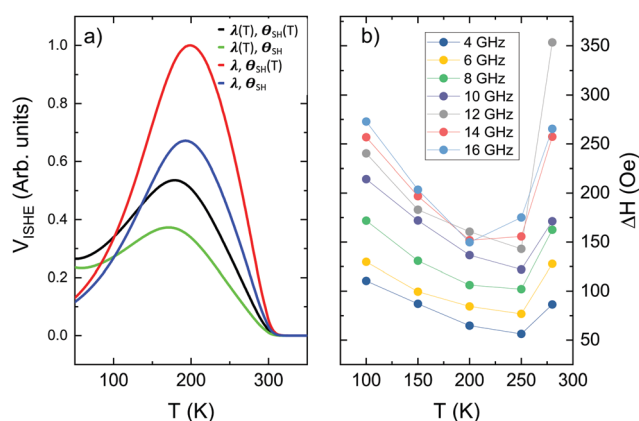 a)
λ(T), θSH(T)
λ(T), θSH
λ, θSH(T)
λ, θSH
VISHE (Arb. units)
1.0
0.8
0.6
0.4
0.2
0.0
100
200
300
T (K)
b)
4 GHz
6 GHz
8 GHz
10 GHz
12 GHz
14 GHz
16 GHz
350
300
250
200
150
100
50
ΔH (Oe)
100
150
200
250
300
T (K)